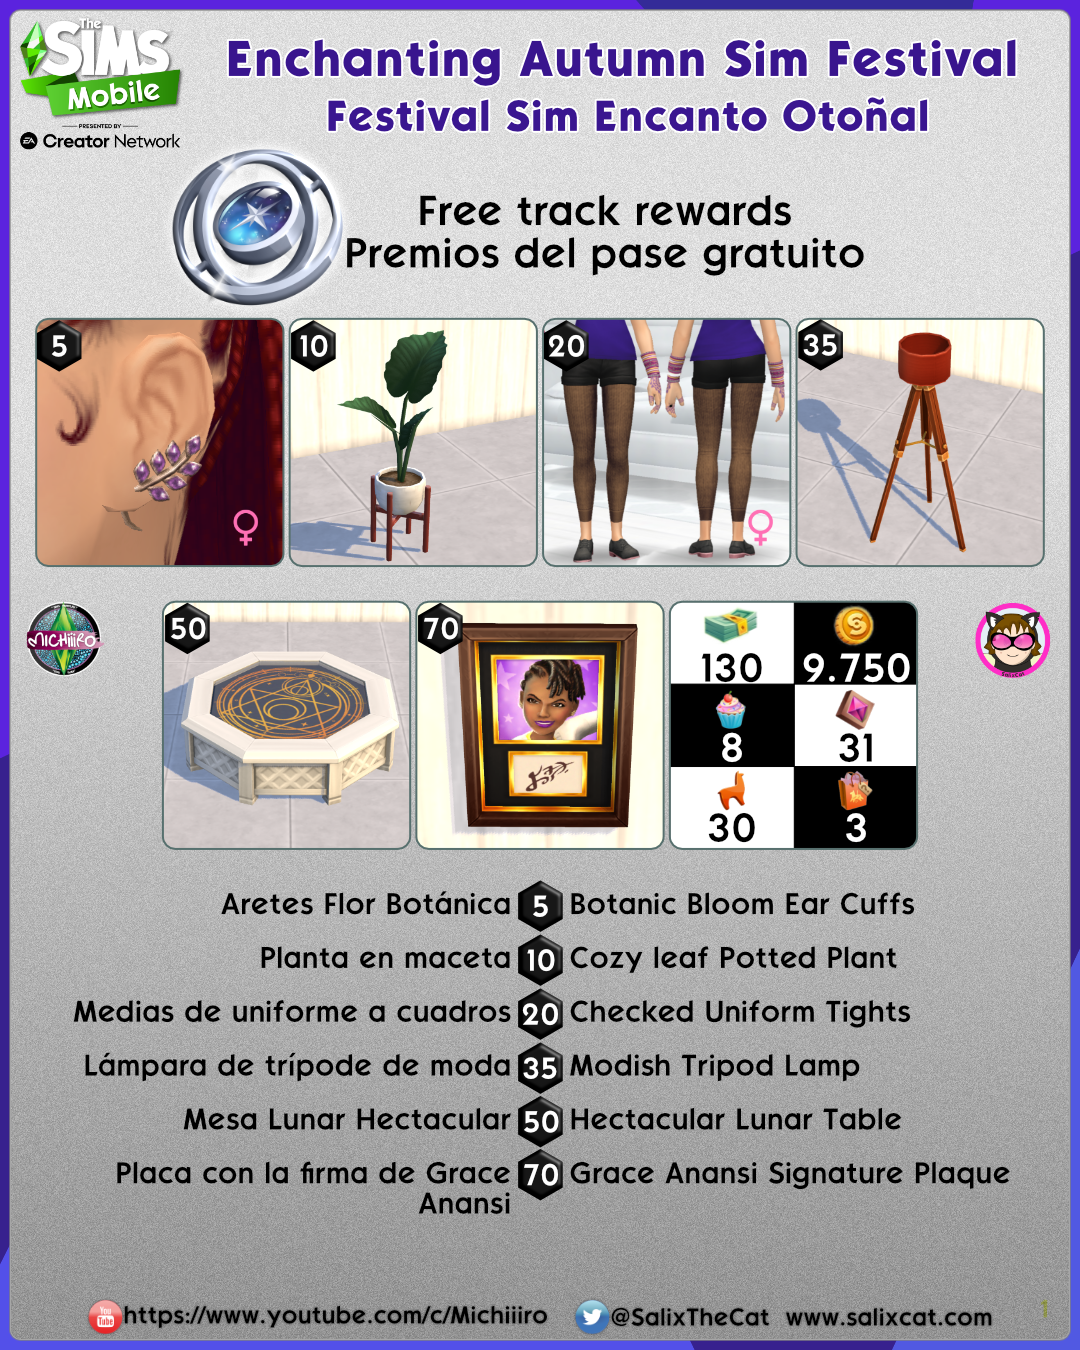 The
SiMS
Mobile
PRESENTED BY
EA Creator Network
Enchanting Autumn Sim Festival
Festival Sim Encanto Otoñal
Free track rewards
Premios del pase gratuito
5
10
20
35
MICHIIIRO
50
70
130
9.750
8
31
30
3
SalixCat
Aretes Flor Botánica 5 Botanic Bloom Ear Cuffs
Planta en maceta 10 Cozy leaf Potted Plant
Medias de uniforme a cuadros 20 Checked Uniform Tights
Lámpara de trípode de moda 35 Modish Tripod Lamp
Mesa Lunar Hectacular 50 Hectacular Lunar Table
Placa con la firma de Grace 70 Grace Anansi Signature Plaque
Anansi
You
Tube
https://www.youtube.com/c/Michiiiro
@SalixTheCat www.salixcat.com